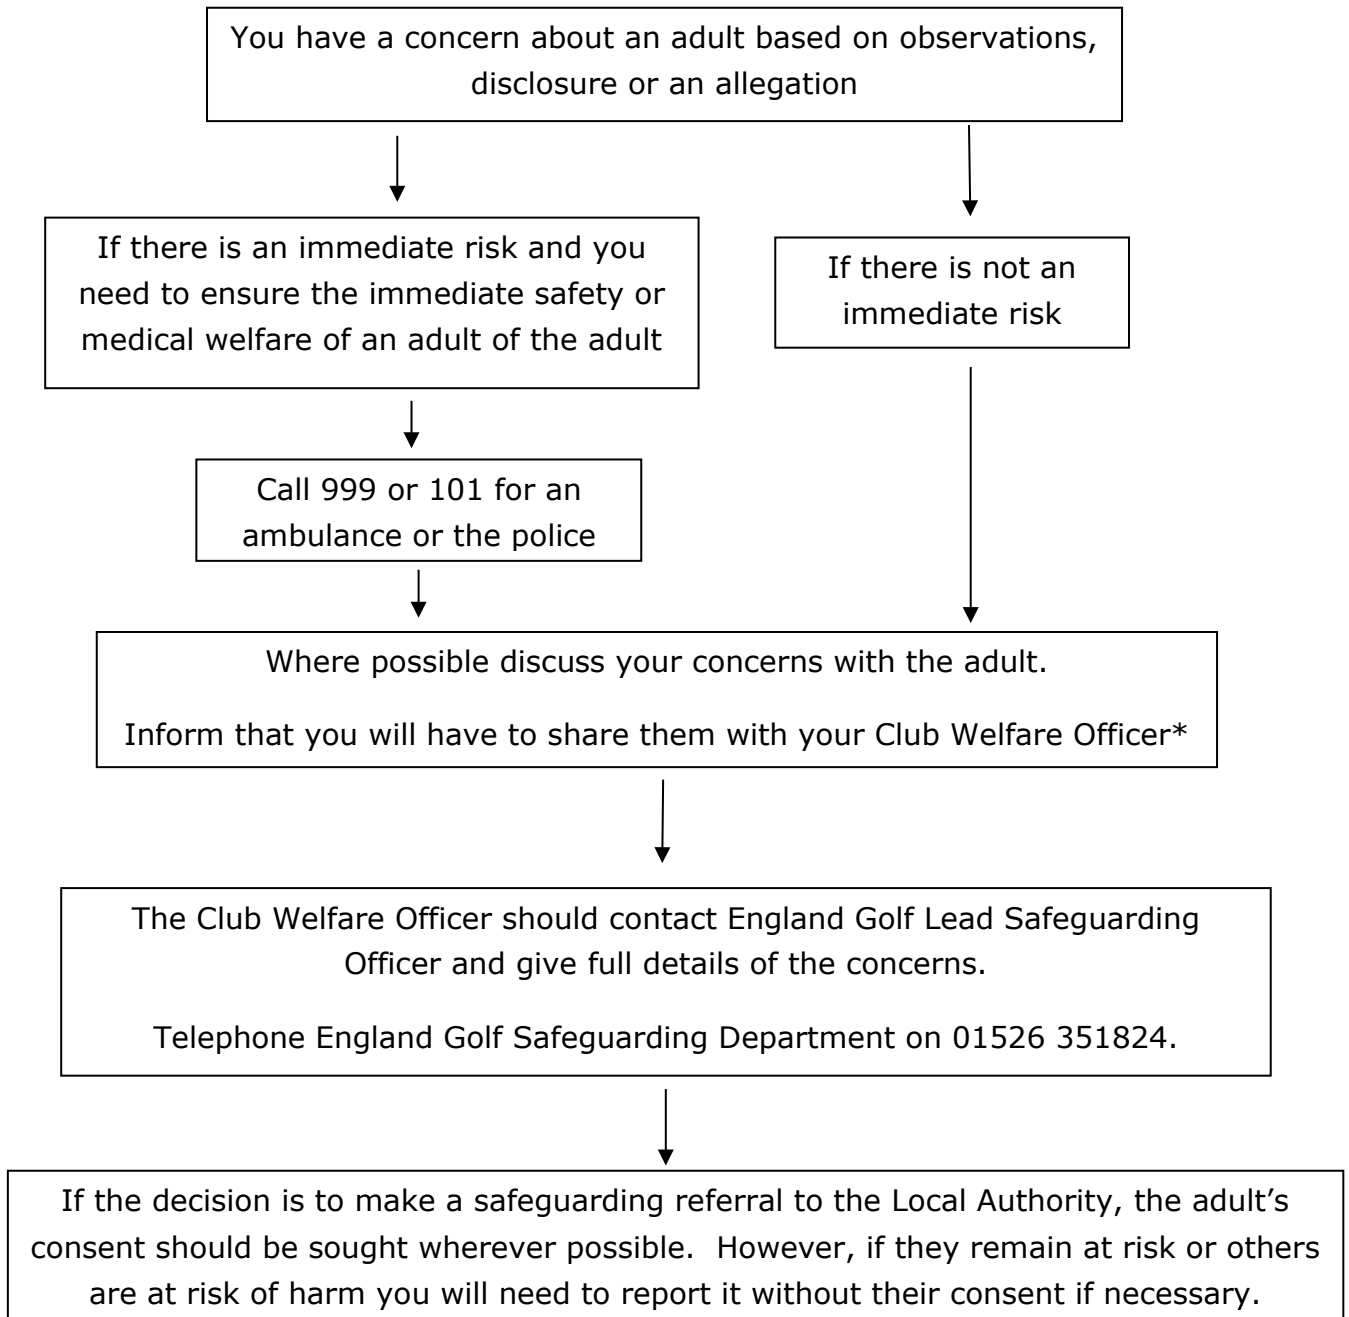 You have a concern about an adult based on observations,
disclosure or an allegation
If there is an immediate risk and you
need to ensure the immediate safety or
medical welfare of an adult of the adult
If there is not an
immediate risk
Call 999 or 101 for an
ambulance or the police
Where possible discuss your concerns with the adult.
Inform that you will have to share them with your Club Welfare Officer*
The Club Welfare Officer should contact England Golf Lead Safeguarding
Officer and give full details of the concerns.
Telephone England Golf Safeguarding Department on 01526 351824.
If the decision is to make a safeguarding referral to the Local Authority, the adult’s
consent should be sought wherever possible.  However, if they remain at risk or others
are at risk of harm you will need to report it without their consent if necessary.